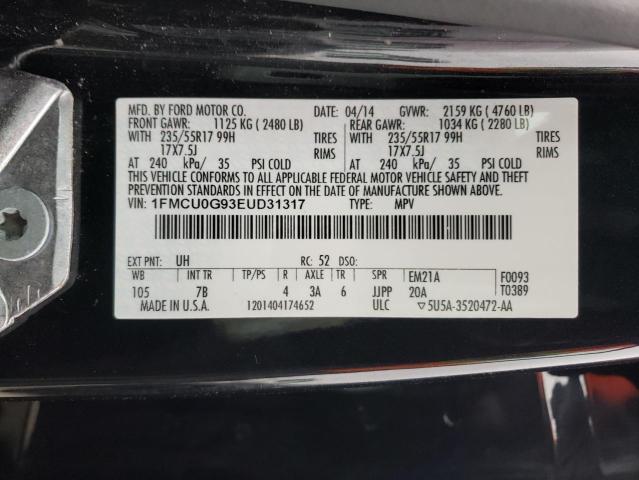 MFD. BY FORD MOTOR CO. DATE: 04/14 GVWR: 2159 KG ( 4760 LB)
FRONT GAWR: 1125 KG ( 2480 LB) REAR GAWR: 1034 KG ( 2280 LB)
WITH 235/55R17 99H TIRES WITH 235/55R17 99H TIRES
17X7.5J RIMS 17X7.5J RIMS
AT 240 kPa/ 35 PSI COLD AT 240 kPa/ 35 PSI COLD
THIS VEHICLE CONFORMS TO ALL APPLICABLE FEDERAL MOTOR VEHICLE SAFETY AND THEFT
PREVENTION STANDARDS IN EFFECT ON THE DATE OF MANUFACTURE SHOWN ABOVE.
VIN: 1FMCU0G93EUD31317 TYPE: MPV
EXT PNT: UH RC: 52 DSO:
WB INT TR TP/PS R AXLE TR SPR EM21A F0093
105 7B 4 3A 6 JJPP 20A T0389
MADE IN U.S.A. 1201404174652 ULC ▽5U5A-3520472-AA